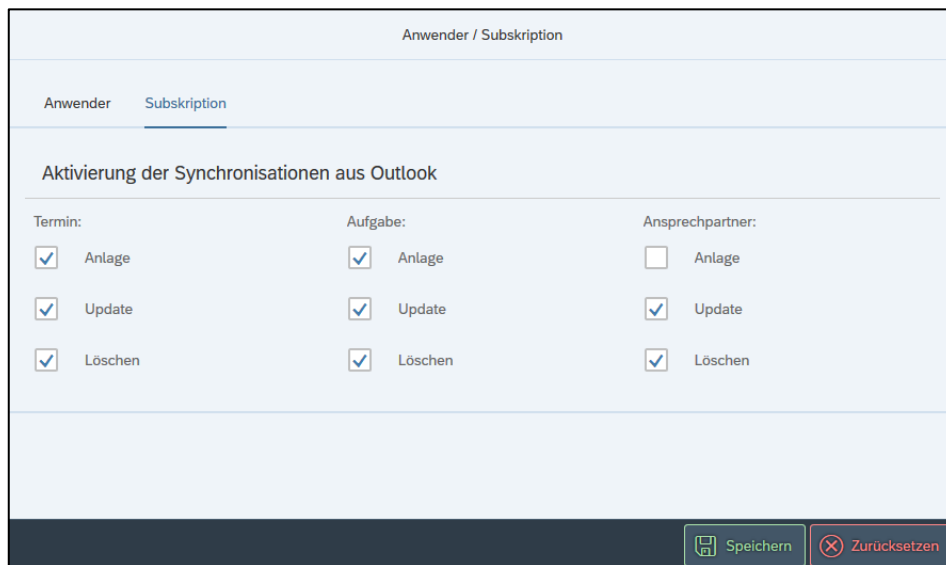 Anwender / Subskription
Anwender Subskription
Aktivierung der Synchronisationen aus Outlook
Termin: Aufgabe: Ansprechpartner:
Anlage Anlage Anlage
Update Update Update
Löschen Löschen Löschen
Speichern Zurücksetzen